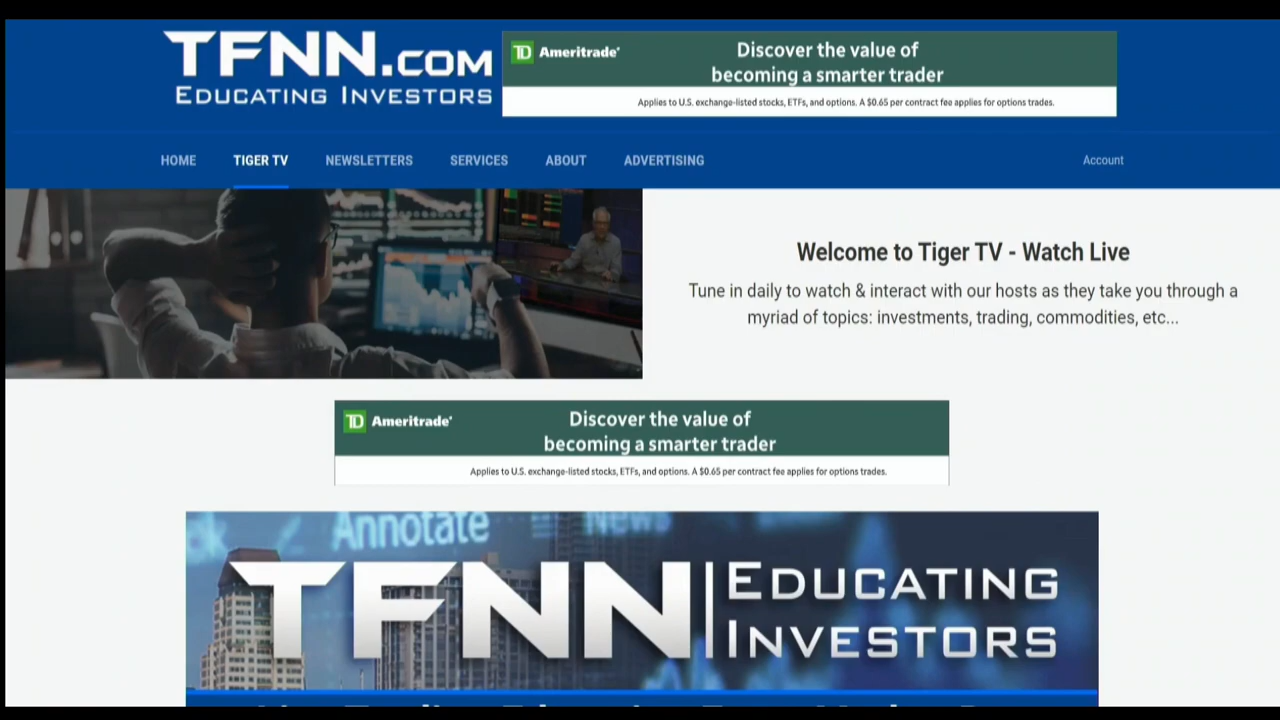 TFNN.COM
EDUCATING INVESTORS
TD Ameritrade
Discover the value of
becoming a smarter trader
Applies to U.S. exchange-listed stocks, ETFs, and options. A $0.65 per contract fee applies for options trades.
HOME TIGER TV NEWSLETTERS SERVICES ABOUT ADVERTISING Account
Welcome to Tiger TV - Watch Live
Tune in daily to watch & interact with our hosts as they take you through a
myriad of topics: investments, trading, commodities, etc...
TD Ameritrade
Discover the value of
becoming a smarter trader
Applies to U.S. exchange-listed stocks, ETFs, and options. A $0.65 per contract fee applies for options trades.
Annotate News
TFNN EDUCATING
INVESTORS